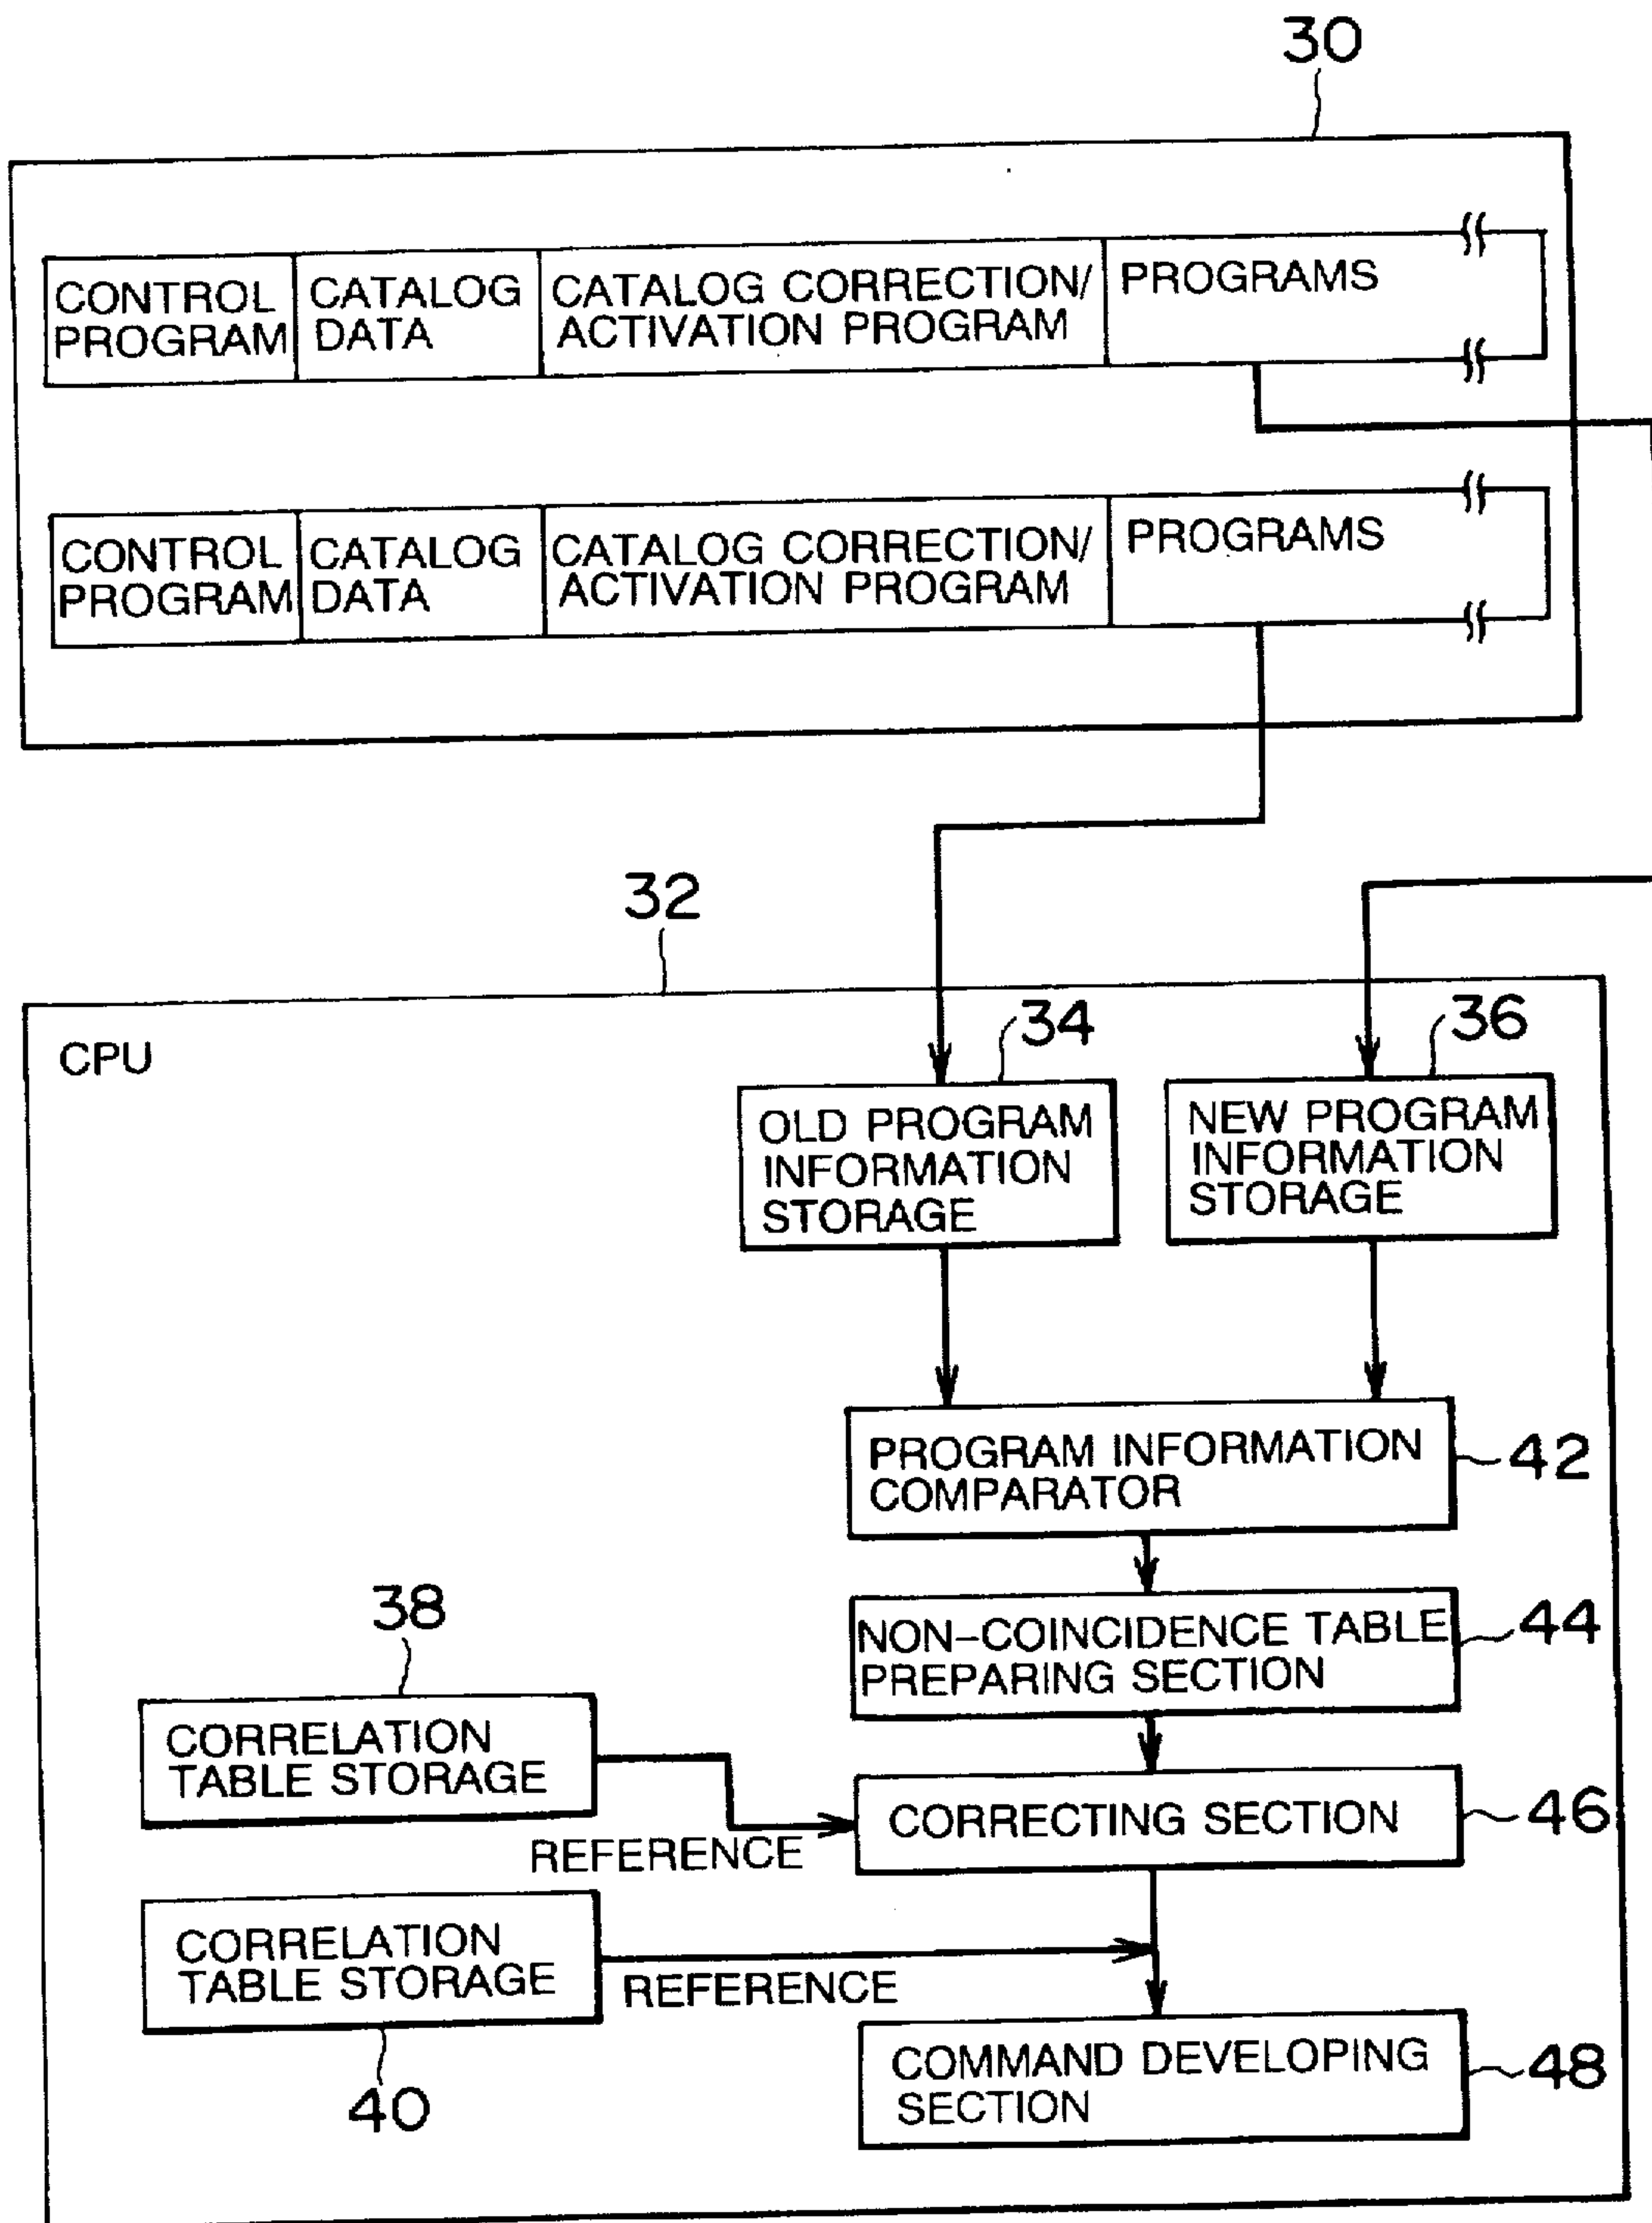 30
CONTROL
PROGRAM
CATALOG
DATA
CATALOG CORRECTION/
ACTIVATION PROGRAM
PROGRAMS
CONTROL
PROGRAM
CATALOG
DATA
CATALOG CORRECTION/
ACTIVATION PROGRAM
PROGRAMS
32
CPU
34
36
OLD PROGRAM
INFORMATION
STORAGE
NEW PROGRAM
INFORMATION
STORAGE
PROGRAM INFORMATION
COMPARATOR
42
NON-COINCIDENCE TABLE
PREPARING SECTION
44
38
CORRELATION
TABLE STORAGE
REFERENCE
CORRECTING SECTION
46
CORRELATION
TABLE STORAGE
REFERENCE
40
COMMAND DEVELOPING
SECTION
48